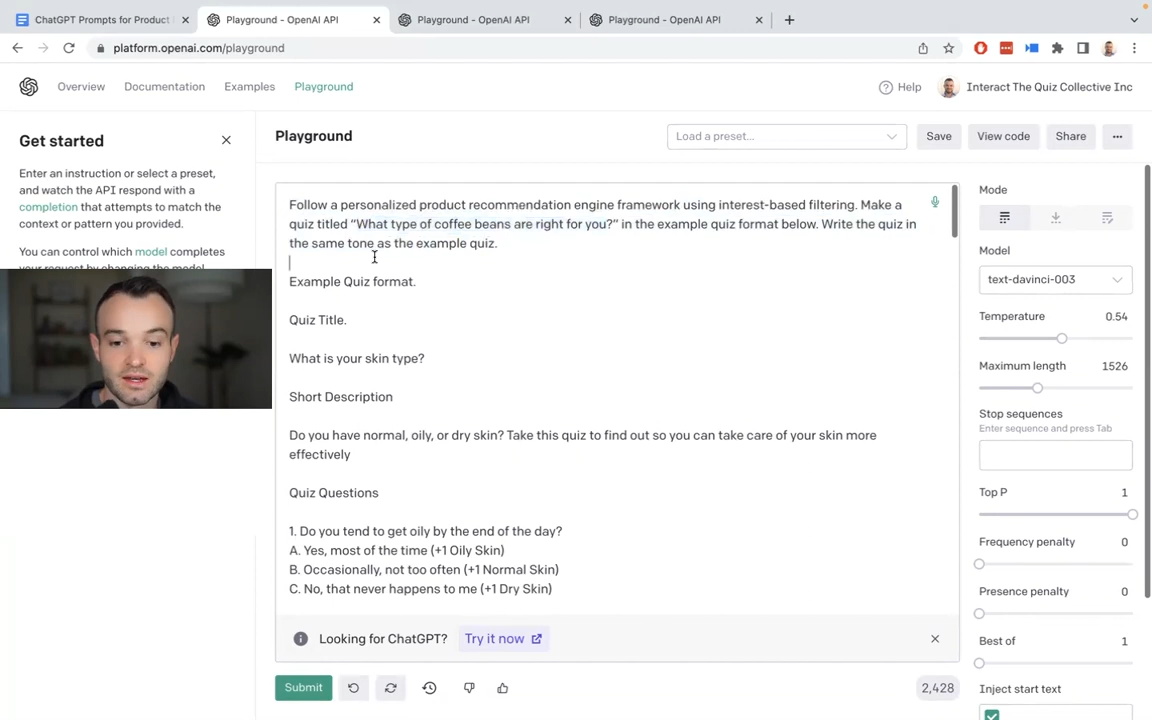 ChatGPT Prompts for Product
Playground - OpenAI API
Playground - OpenAI API
Playground - OpenAI API
platform.openai.com/playground
Overview
Documentation
Examples
Playground
Help
Interact The Quiz Collective Inc
Get started
Enter an instruction or select a preset,
and watch the API respond with a
completion that attempts to match the
context or pattern you provided.
You can control which model completes
Playground
Load a preset...
Save
View code
Share
Follow a personalized product recommendation engine framework using interest-based filtering. Make a
quiz titled “What type of coffee beans are right for you?” in the example quiz format below. Write the quiz in
the same tone as the example quiz.
Example Quiz format.
Quiz Title.
What is your skin type?
Short Description
Do you have normal, oily, or dry skin? Take this quiz to find out so you can take care of your skin more
effectively
Quiz Questions
1. Do you tend to get oily by the end of the day?
A. Yes, most of the time (+1 Oily Skin)
B. Occasionally, not too often (+1 Normal Skin)
C. No, that never happens to me (+1 Dry Skin)
Looking for ChatGPT?
Try it now
Submit
2,428
Mode
Model
text-davinci-003
Temperature
0.54
Maximum length
1526
Stop sequences
Enter sequence and press Tab
Top P
1
Frequency penalty
0
Presence penalty
0
Best of
1
Inject start text